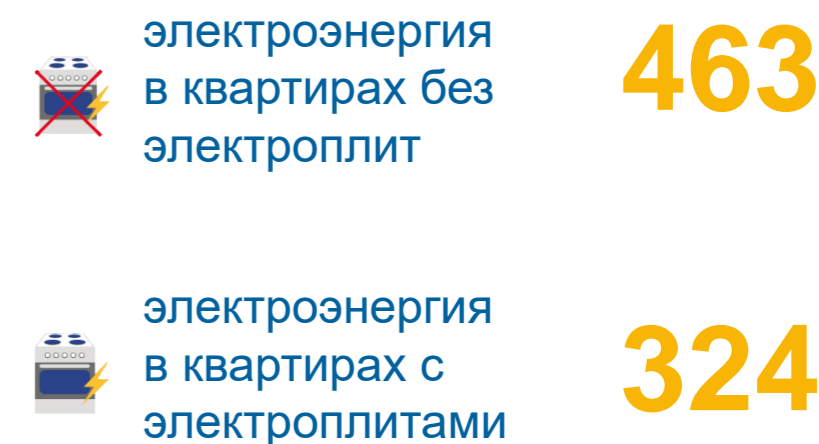 электроэнергия
в квартирах без
электроплит
463
электроэнергия
в квартирах с
электроплитами
324